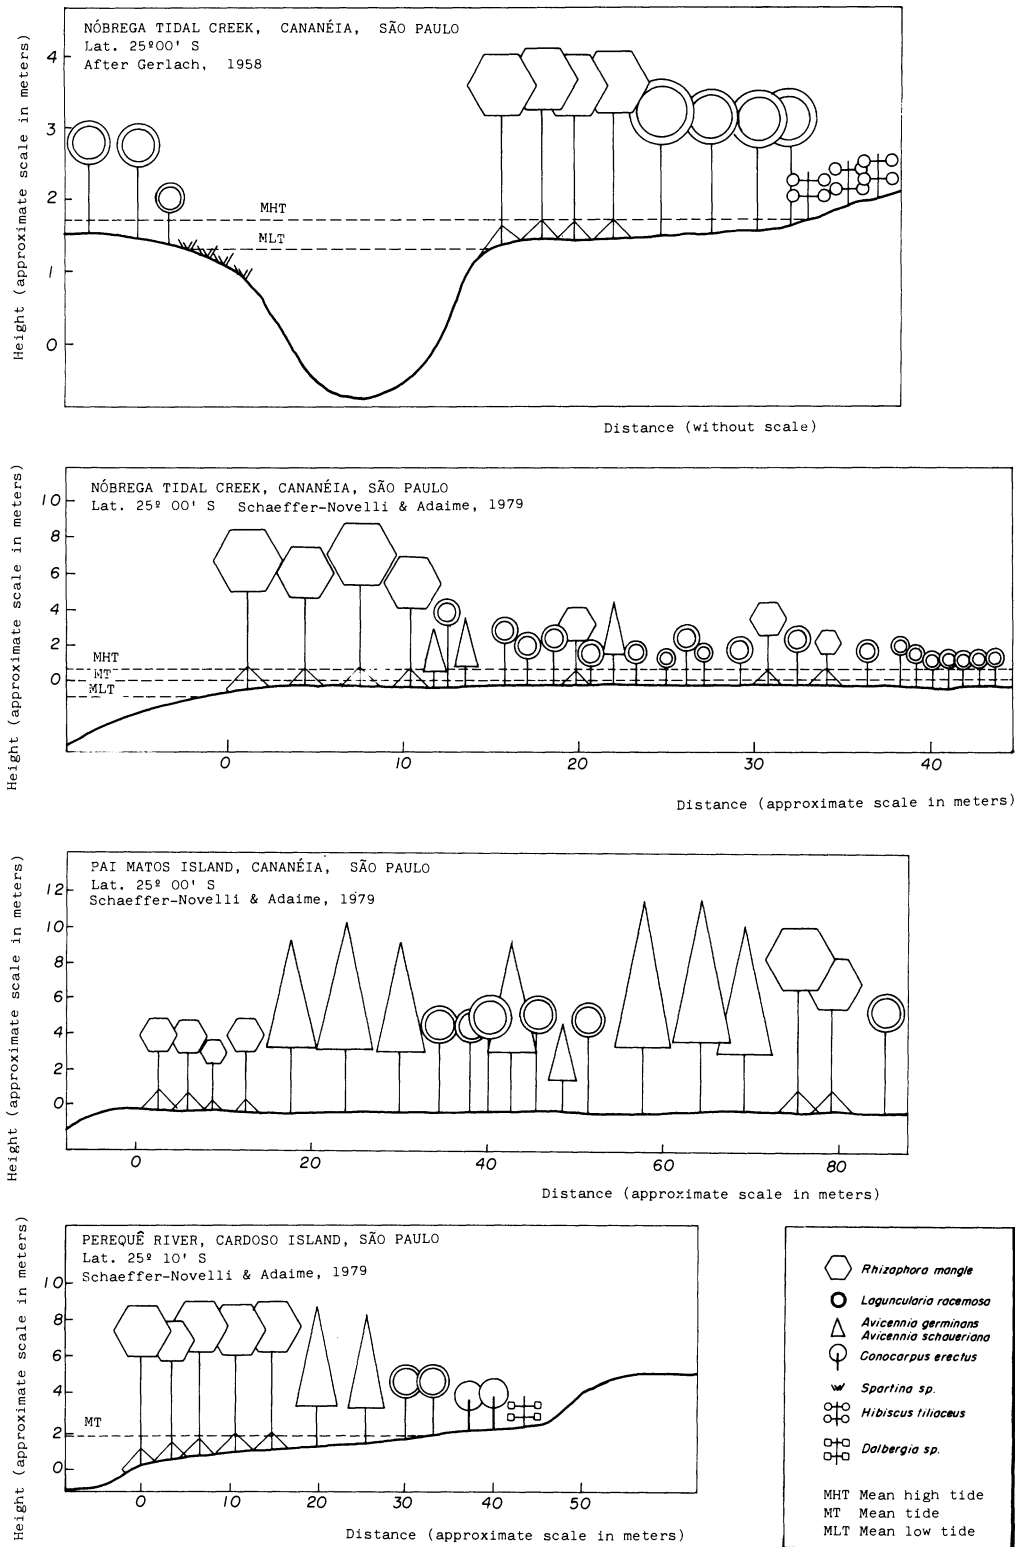 NÓBREGA TIDAL CREEK, CANANÉIA, SÃO PAULO
Lat. 25º00' S
After Gerlach, 1958
Height (approximate scale in meters)
4
3
2
1
0
MHT
MLT
Distance (without scale)
NÓBREGA TIDAL CREEK, CANANÉIA, SÃO PAULO
Lat. 25º 00' S Schaeffer-Novelli & Adaime, 1979
Height (approximate scale in meters)
10
8
6
4
2
0
MHT
MT
MLT
0 10 20 30 40
Distance (approximate scale in meters)
PAI MATOS ISLAND, CANANÉIA, SÃO PAULO
Lat. 25º 00' S
Schaeffer-Novelli & Adaime, 1979
Height (approximate scale in meters)
12
10
8
6
4
2
0
0 20 40 60 80
Distance (approximate scale in meters)
PEREQUÊ RIVER, CARDOSO ISLAND, SÃO PAULO
Lat. 25º 10' S
Schaeffer-Novelli & Adaime, 1979
Height (approximate scale in meters)
10
8
6
4
2
0
MT
0 10 20 30 40 50
Distance (approximate scale in meters)
Rhizophora mangle
Laguncularia racemosa
Avicennia germinans
Avicennia schaueriana
Conocarpus erectus
Spartina sp.
Hibiscus tiliaceus
Dalbergia sp.
MHT Mean high tide
MT Mean tide
MLT Mean low tide